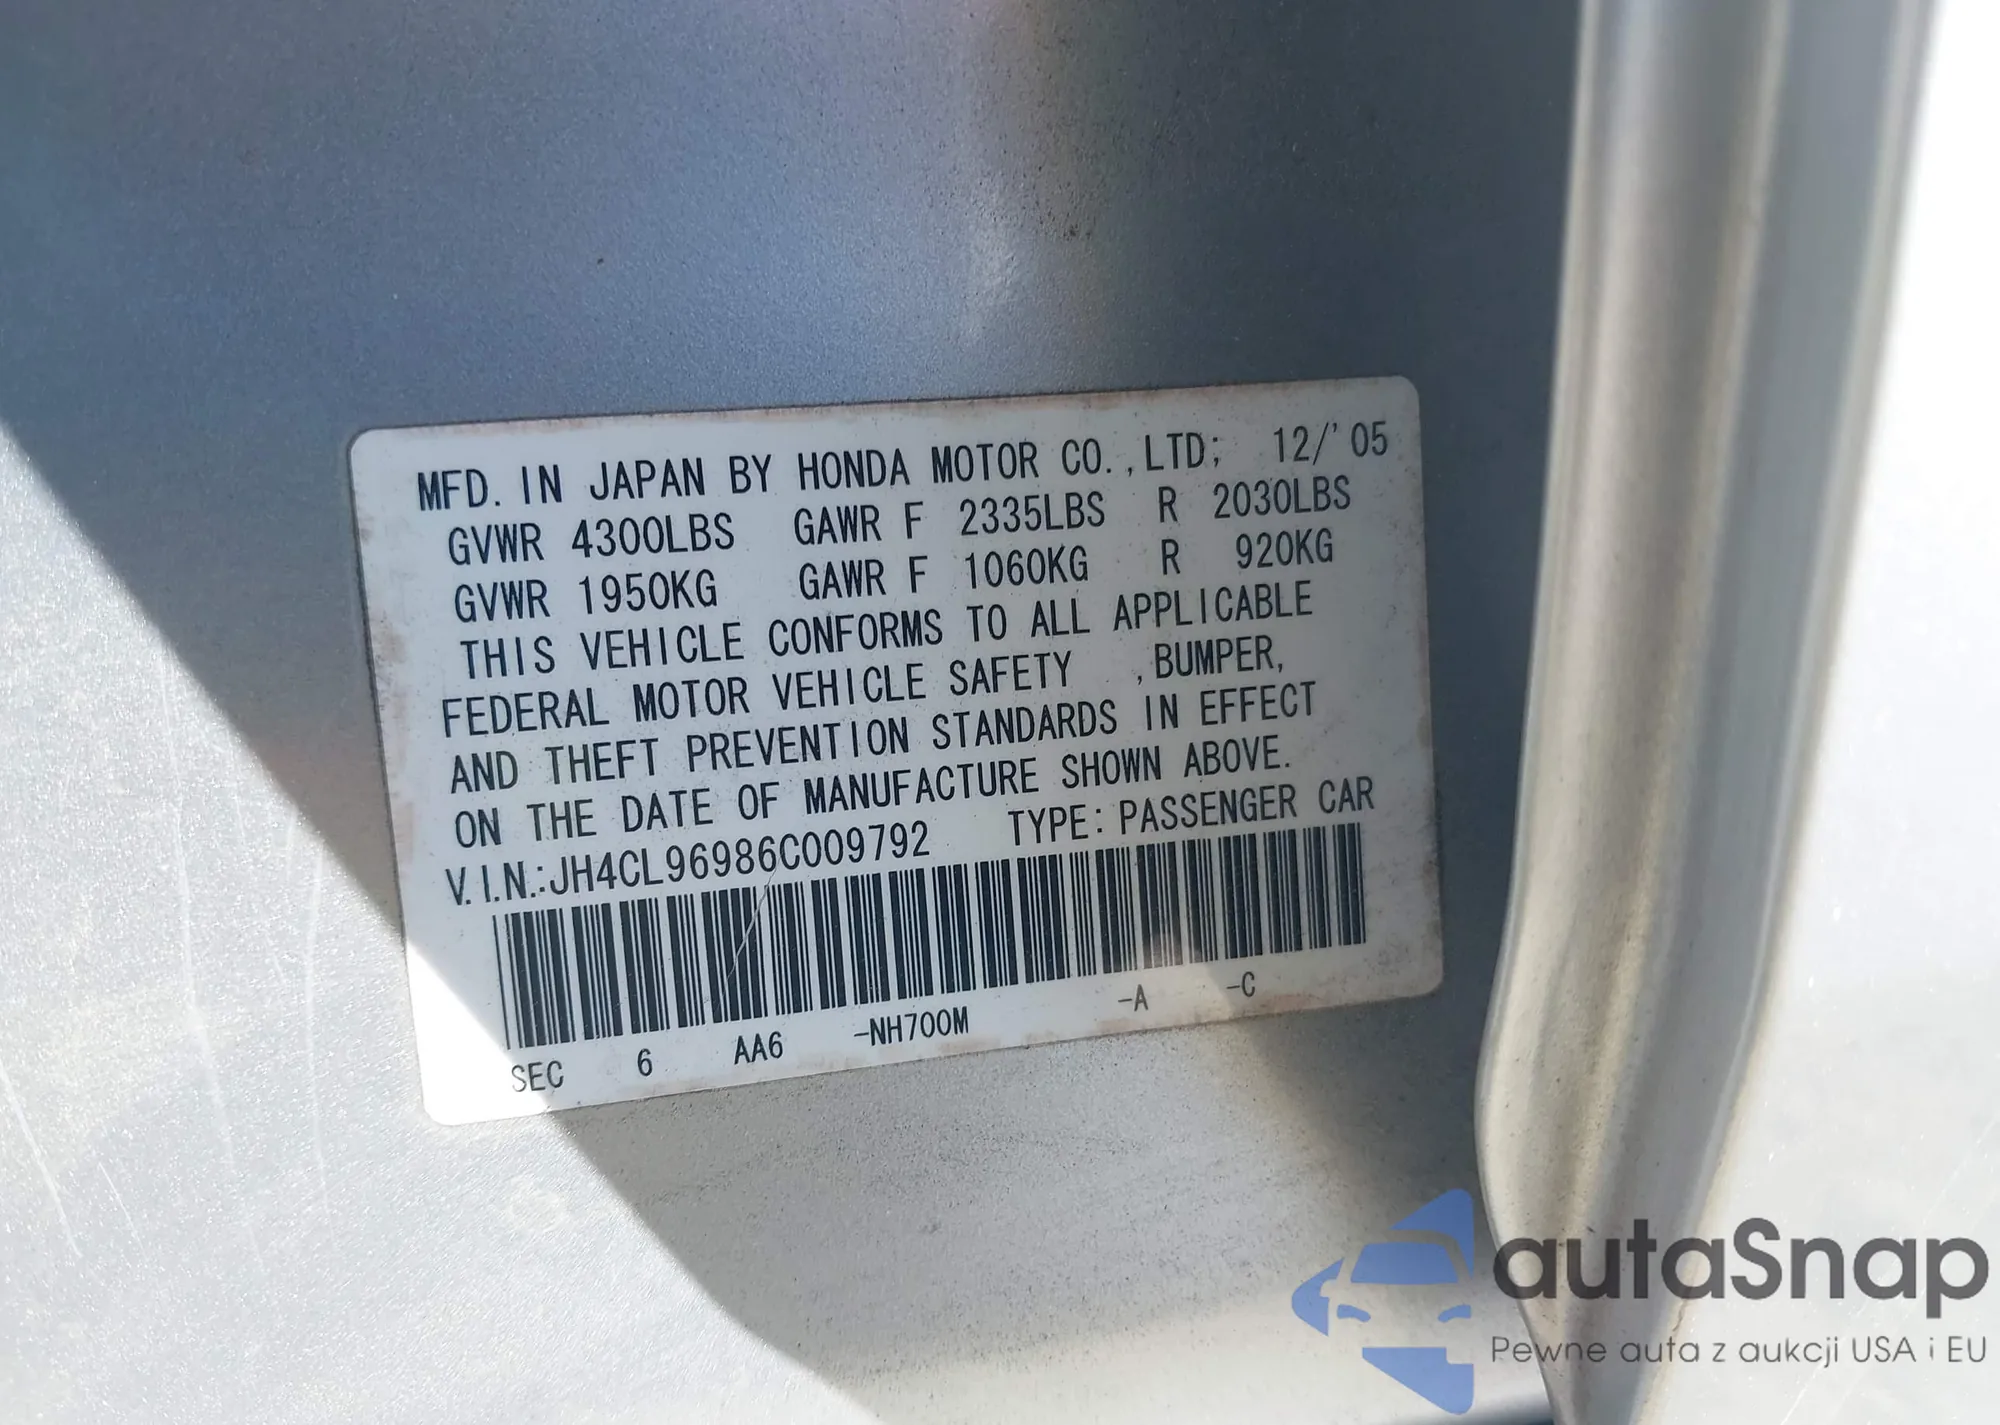 MFD. IN JAPAN BY HONDA MOTOR CO.,LTD; 12/'05
GVWR 4300LBS GAWR F 2335LBS R 2030LBS
GVWR 1950KG GAWR F 1060KG R 920KG
THIS VEHICLE CONFORMS TO ALL APPLICABLE
FEDERAL MOTOR VEHICLE SAFETY ,BUMPER,
AND THEFT PREVENTION STANDARDS IN EFFECT
ON THE DATE OF MANUFACTURE SHOWN ABOVE.
V.I.N.:JH4CL96986C009792 TYPE:PASSENGER CAR
SEC 6 AA6 -NH700M -A -C
autaSnap
Pewne auta z aukcji USA i EU